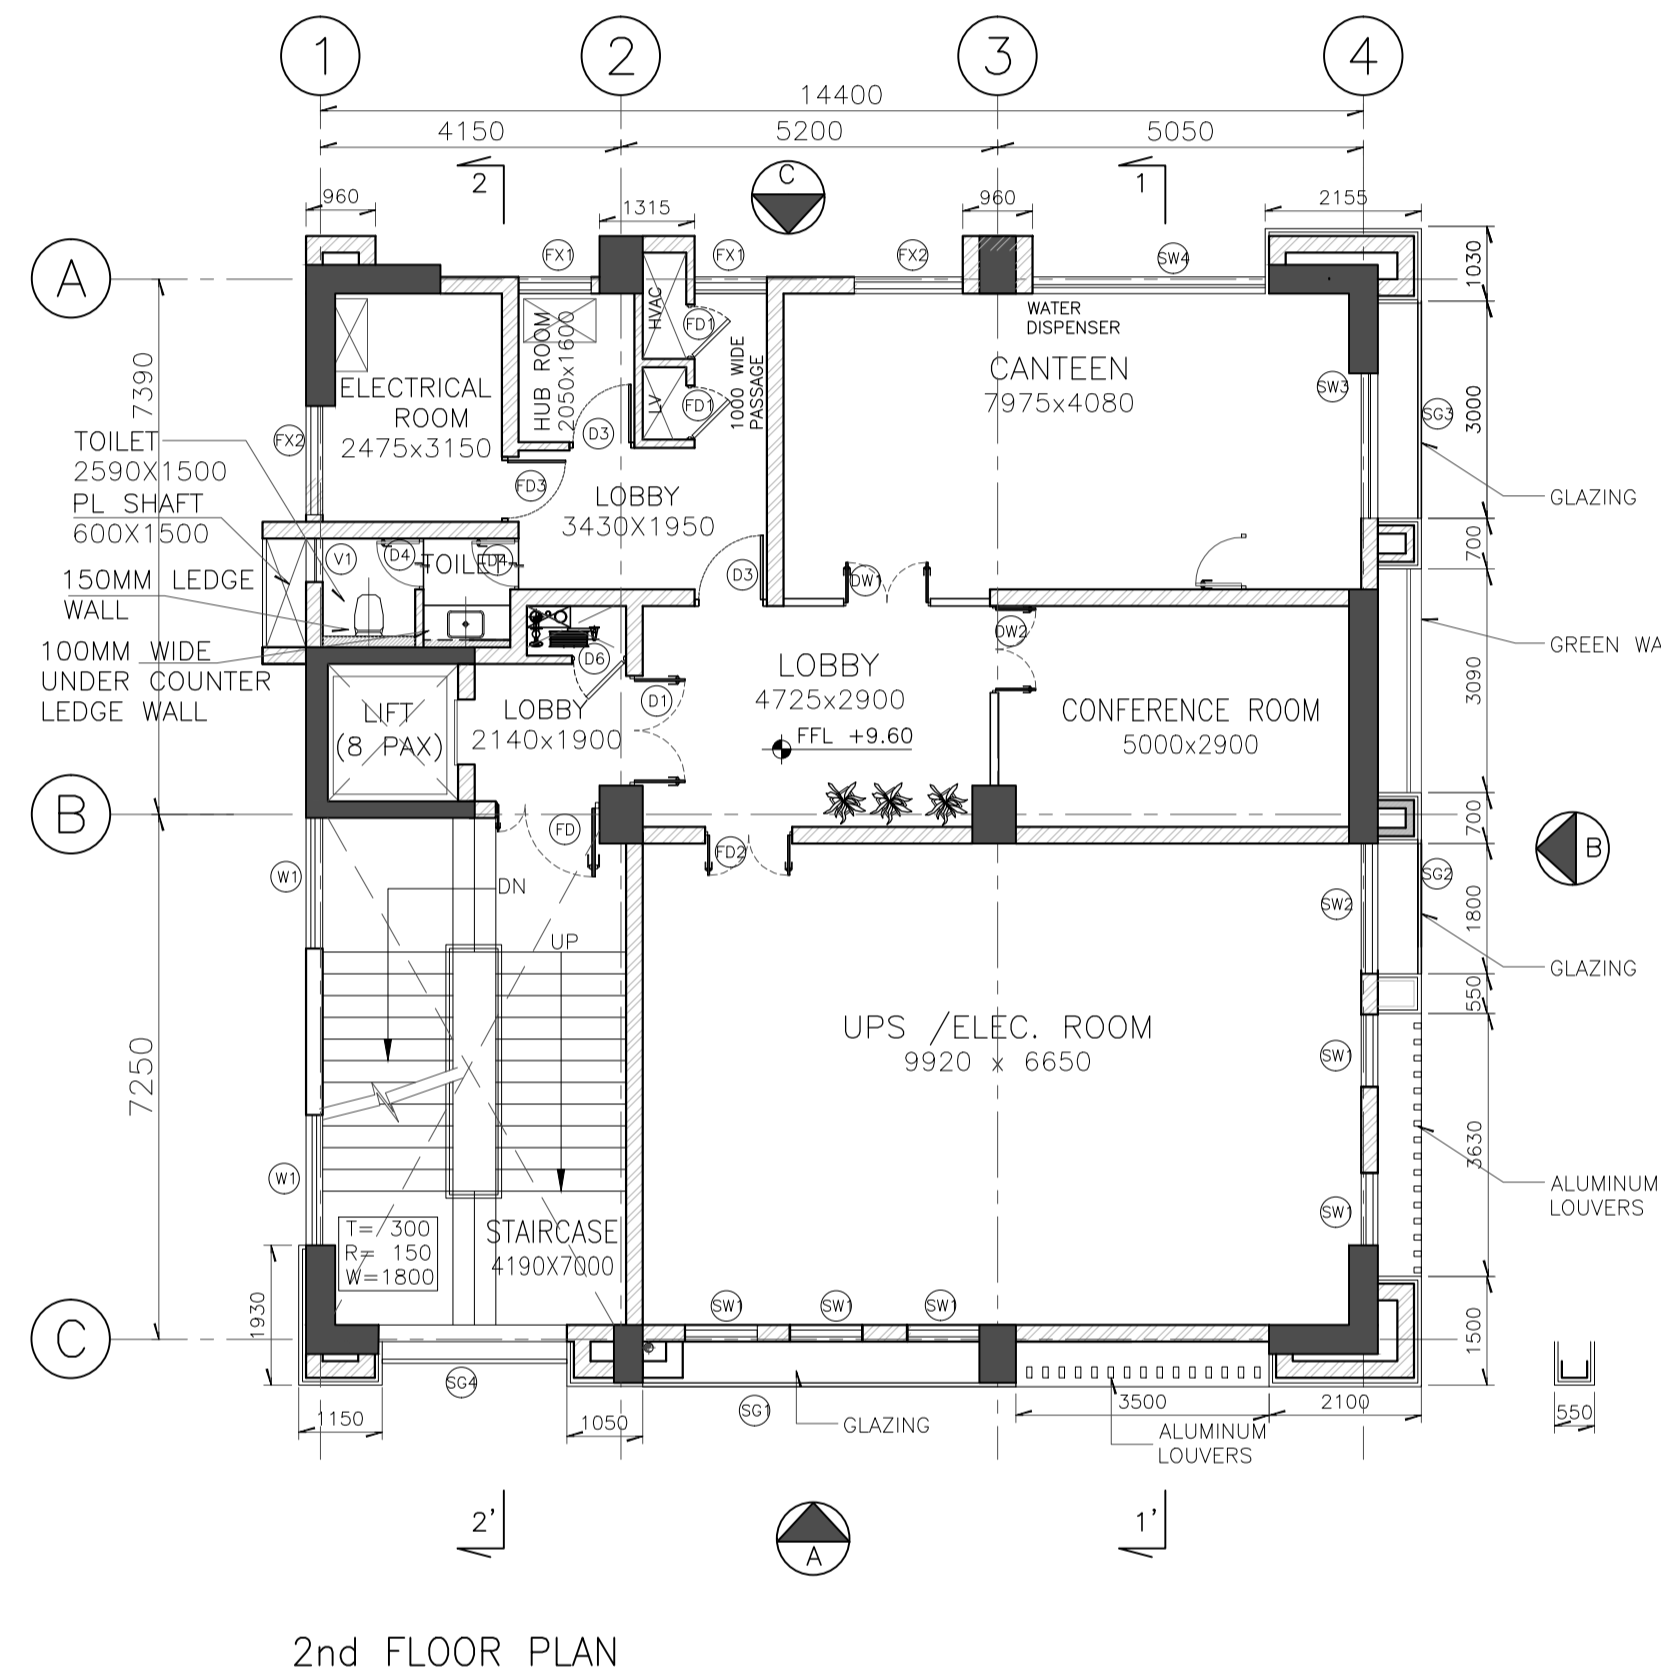 1 2 3 4
14400
4150 5200 5050
2 C 1
960 1315 960 2155
A
FX1 FX1 FX2 SW4
1030
HVAC
FD1
WATER
DISPENSER
HUB ROOM
2050x1600
1000 WIDE
PASSAGE
CANTEEN
7975x4080
7390
ELECTRICAL
ROOM
2475x3150
LV
FD1
SW3
SG3
3000
D3
FX2
TOILET
2590X1500
PL SHAFT
600X1500
FD3
LOBBY
3430X1950
GLAZING
V1
D4
TOILET
D4
700
150MM LEDGE
WALL
D3
DW1
100MM WIDE
UNDER COUNTER
LEDGE WALL
D6
DW2
GREEN WA
3090
LIFT
(8 PAX)
LOBBY
2140x1900
D1
LOBBY
4725x2900
FFL +9.60
CONFERENCE ROOM
5000x2900
B
FD
FD2
700
B
W1
DN
SW2
SG2
1800
UP
GLAZING
550
7250
UPS /ELEC. ROOM
9920 x 6650
SW1
3630
W1
ALUMINUM
LOUVERS
T= 300
R= 150
W=1800
STAIRCASE
4190X7000
SW1
1930
SW1 SW1 SW1
C
1500
SG4
SG1
1150 1050
GLAZING
3500
2100
550
ALUMINUM
LOUVERS
2' A 1'
2nd FLOOR PLAN